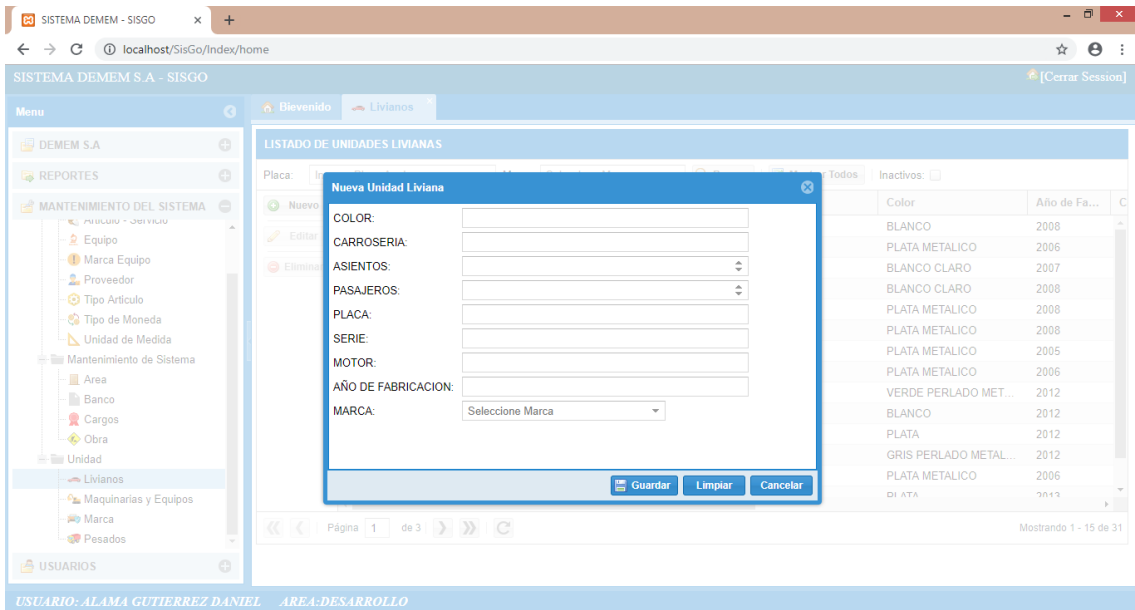 SISTEMA DEMEM - SISGO
localhost/SisGo/Index/home
SISTEMA DEMEM S.A - SISGO
[Cerrar Session]
Menu
Bievenido
Livianos
DEMEM S.A
REPORTES
MANTENIMIENTO DEL SISTEMA
Articulo - Servicio
Equipo
Marca Equipo
Proveedor
Tipo Articulo
Tipo de Moneda
Unidad de Medida
Mantenimiento de Sistema
Area
Banco
Cargos
Obra
Unidad
Livianos
Maquinarias y Equipos
Marca
Pesados
USUARIOS
LISTADO DE UNIDADES LIVIANAS
Placa:
Todos
Inactivos:
Nuevo
Editar
Elimina
Nueva Unidad Liviana
COLOR:
CARROSERIA:
ASIENTOS:
PASAJEROS:
PLACA:
SERIE:
MOTOR:
AÑO DE FABRICACION:
MARCA: Seleccione Marca
Guardar Limpiar Cancelar
Color Año de Fa... C
BLANCO 2008
PLATA METALICO 2006
BLANCO CLARO 2007
BLANCO CLARO 2008
PLATA METALICO 2008
PLATA METALICO 2008
PLATA METALICO 2005
PLATA METALICO 2006
VERDE PERLADO MET... 2012
BLANCO 2012
PLATA 2012
GRIS PERLADO METAL... 2012
PLATA METALICO 2006
PLATA 2013
Página 1 de 3
Mostrando 1 - 15 de 31
USUARIO: ALAMA GUTIERREZ DANIEL AREA:DESARROLLO